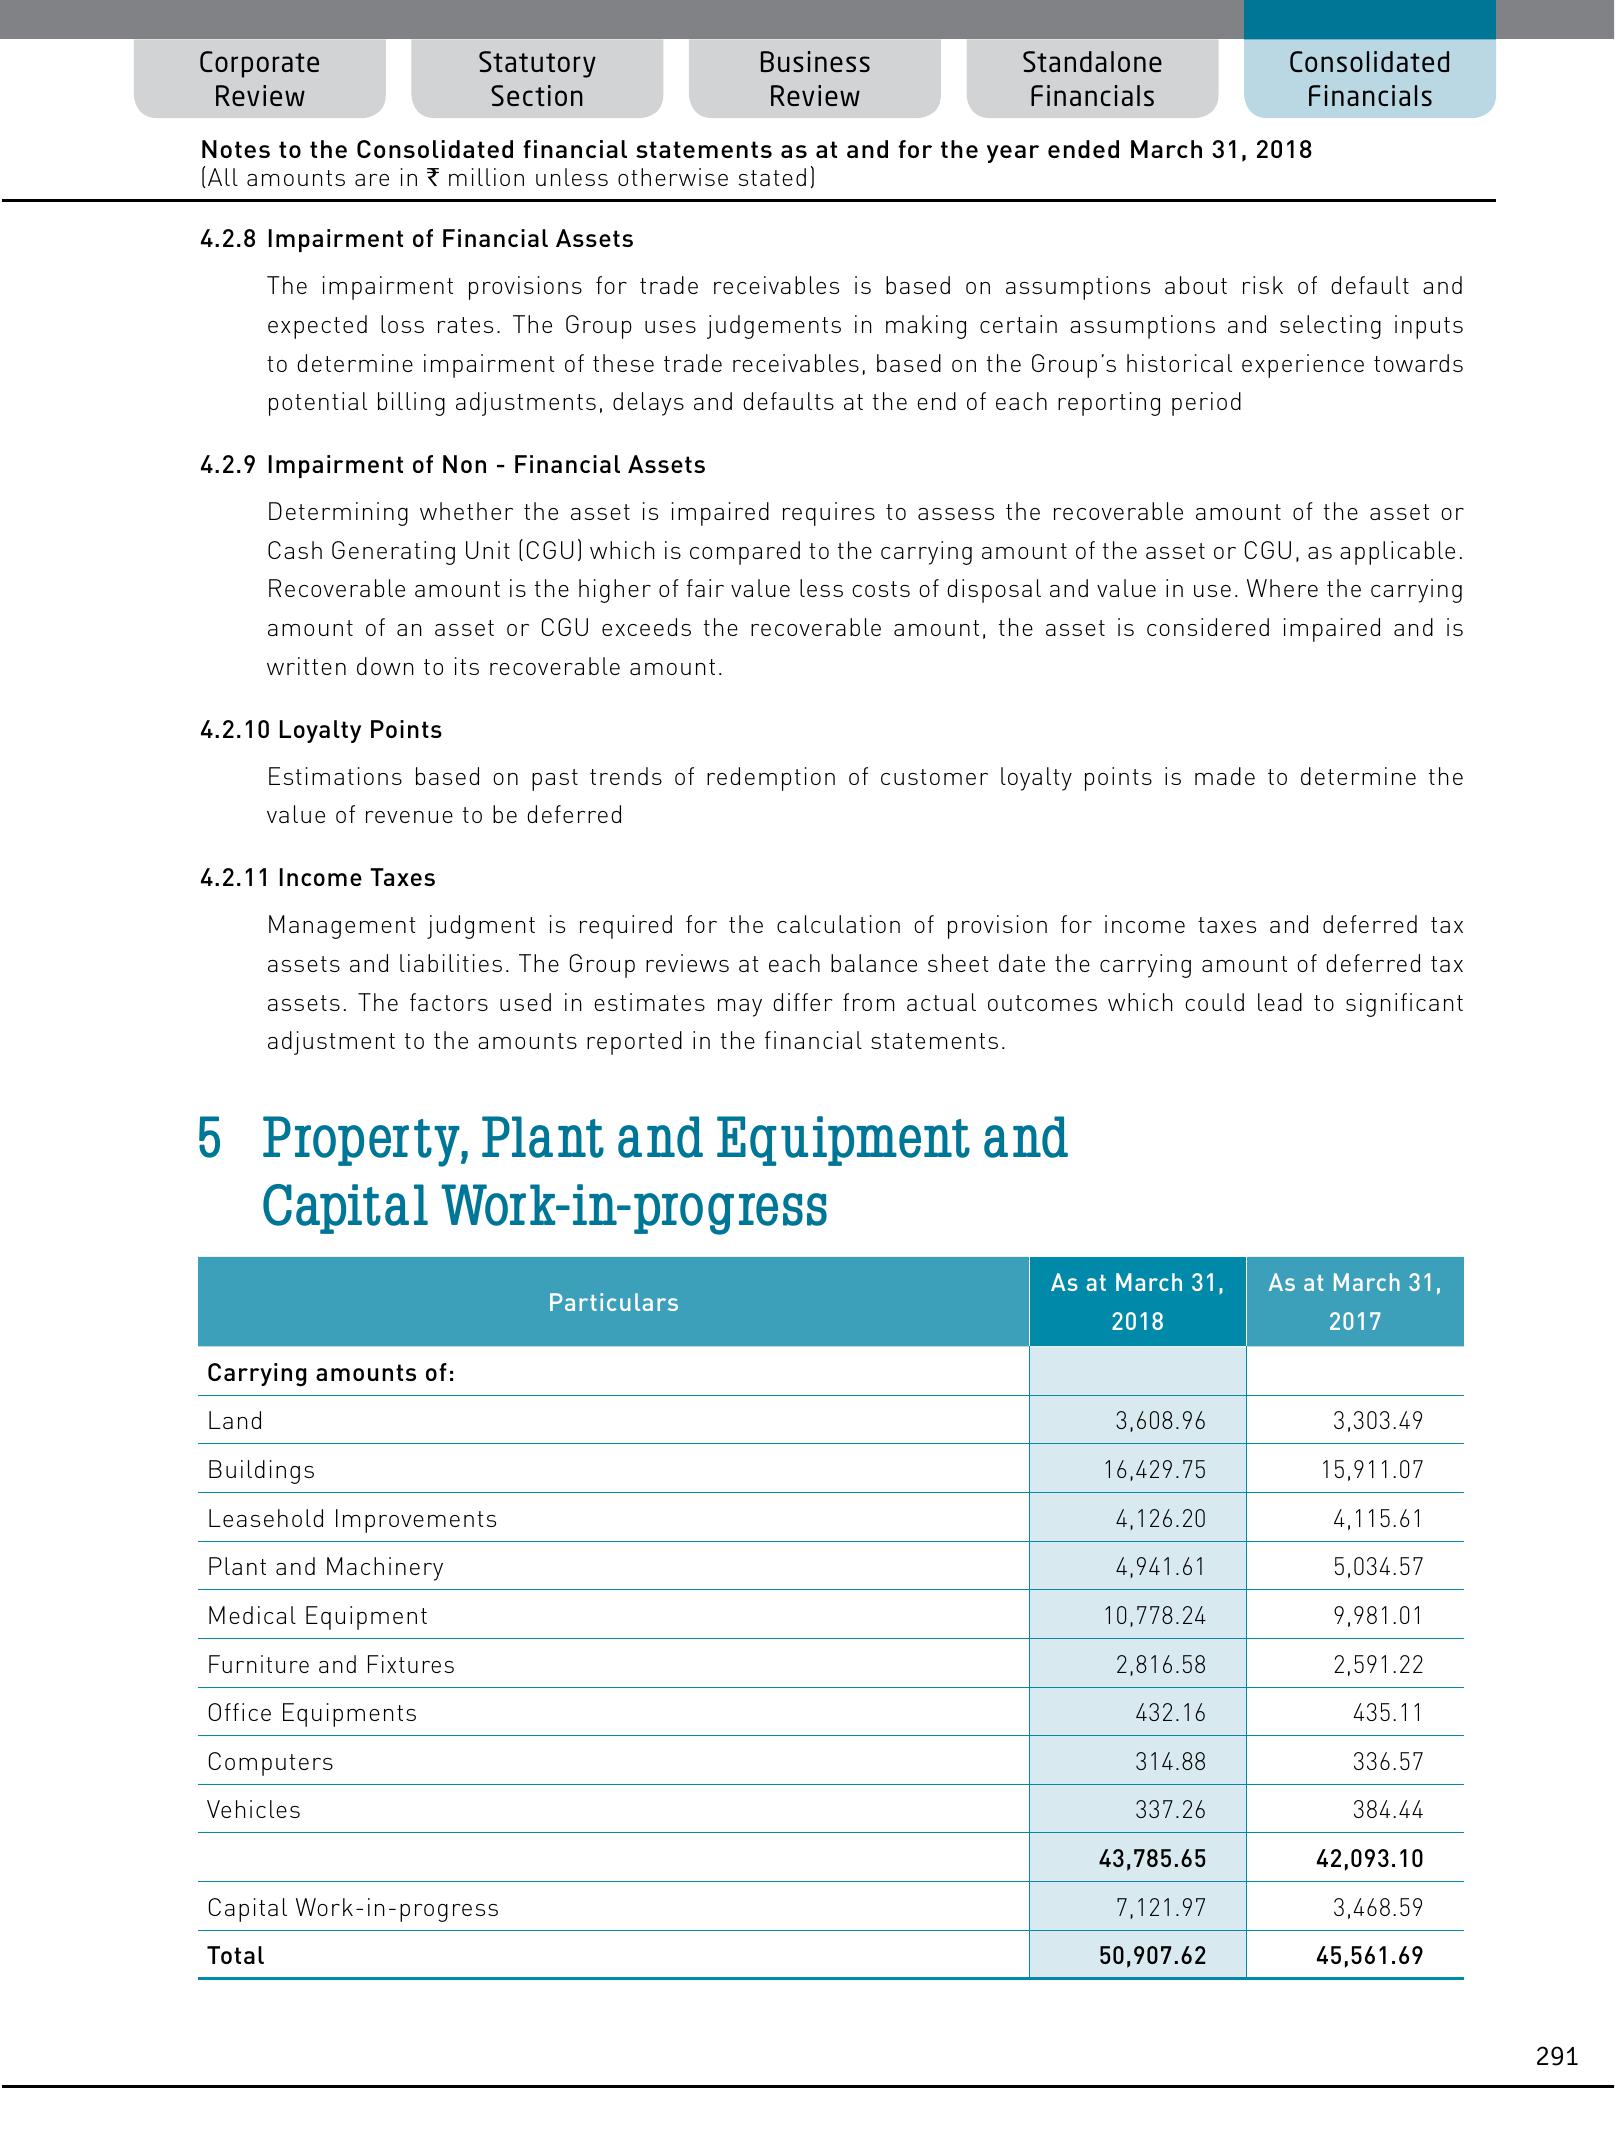 Corporate
Review
Statutory
Section
Business
Review
Standalone
Financials
Consolidated
Financials
Notes to the Consolidated financial statements as at and for the year ended March 31, 2018
(All amounts are in ₹ million unless otherwise stated)
4.2.8 Impairment of Financial Assets
The impairment provisions for trade receivables is based on assumptions about risk of default and
expected loss rates. The Group uses judgements in making certain assumptions and selecting inputs
to determine impairment of these trade receivables, based on the Group’s historical experience towards
potential billing adjustments, delays and defaults at the end of each reporting period
4.2.9 Impairment of Non - Financial Assets
Determining whether the asset is impaired requires to assess the recoverable amount of the asset or
Cash Generating Unit (CGU) which is compared to the carrying amount of the asset or CGU, as applicable.
Recoverable amount is the higher of fair value less costs of disposal and value in use. Where the carrying
amount of an asset or CGU exceeds the recoverable amount, the asset is considered impaired and is
written down to its recoverable amount.
4.2.10 Loyalty Points
Estimations based on past trends of redemption of customer loyalty points is made to determine the
value of revenue to be deferred
4.2.11 Income Taxes
Management judgment is required for the calculation of provision for income taxes and deferred tax
assets and liabilities. The Group reviews at each balance sheet date the carrying amount of deferred tax
assets. The factors used in estimates may differ from actual outcomes which could lead to significant
adjustment to the amounts reported in the financial statements.
5 Property, Plant and Equipment and
Capital Work-in-progress
Particulars
As at March 31,
2018
As at March 31,
2017
Carrying amounts of:
Land 3,608.96 3,303.49
Buildings 16,429.75 15,911.07
Leasehold Improvements 4,126.20 4,115.61
Plant and Machinery 4,941.61 5,034.57
Medical Equipment 10,778.24 9,981.01
Furniture and Fixtures 2,816.58 2,591.22
Office Equipments 432.16 435.11
Computers 314.88 336.57
Vehicles 337.26 384.44
43,785.65 42,093.10
Capital Work-in-progress 7,121.97 3,468.59
Total 50,907.62 45,561.69
291